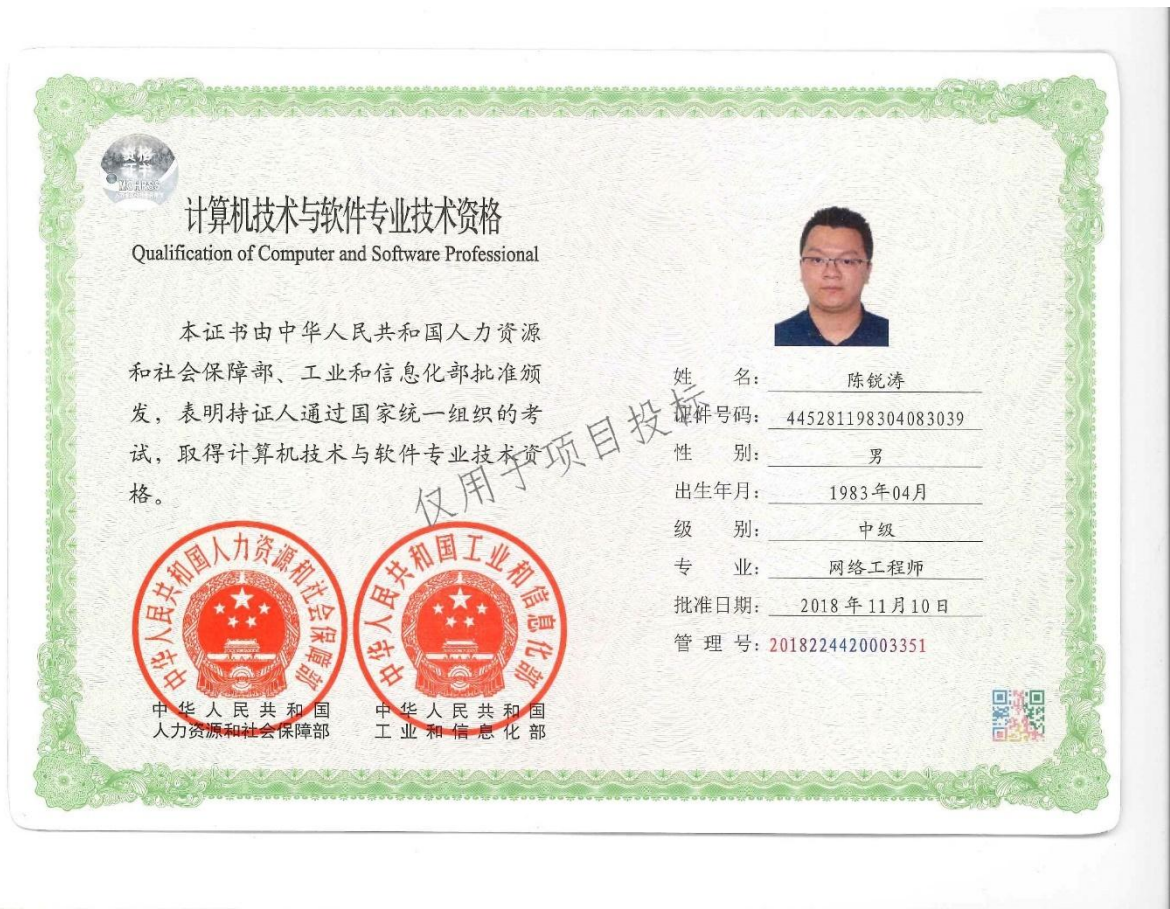 资格
证书
MOHRSS
计算机技术与软件专业技术资格
Qualification of Computer and Software Professional
本证书由中华人民共和国人力资源
和社会保障部、工业和信息化部批准颁
发，表明持证人通过国家统一组织的考
试，取得计算机技术与软件专业技术资
格。
中华人民共和国人力资源和社会保障部
中华人民共和国工业和信息化部
中华人民共和国
人力资源和社会保障部
中华人民共和国
工业和信息化部
仅用于项目投标
姓 名： 陈锐涛
证件号码： 445281198304083039
性 别： 男
出生年月： 1983年04月
级 别： 中级
专 业： 网络工程师
批准日期： 2018年11月10日
管 理 号：2018224420003351